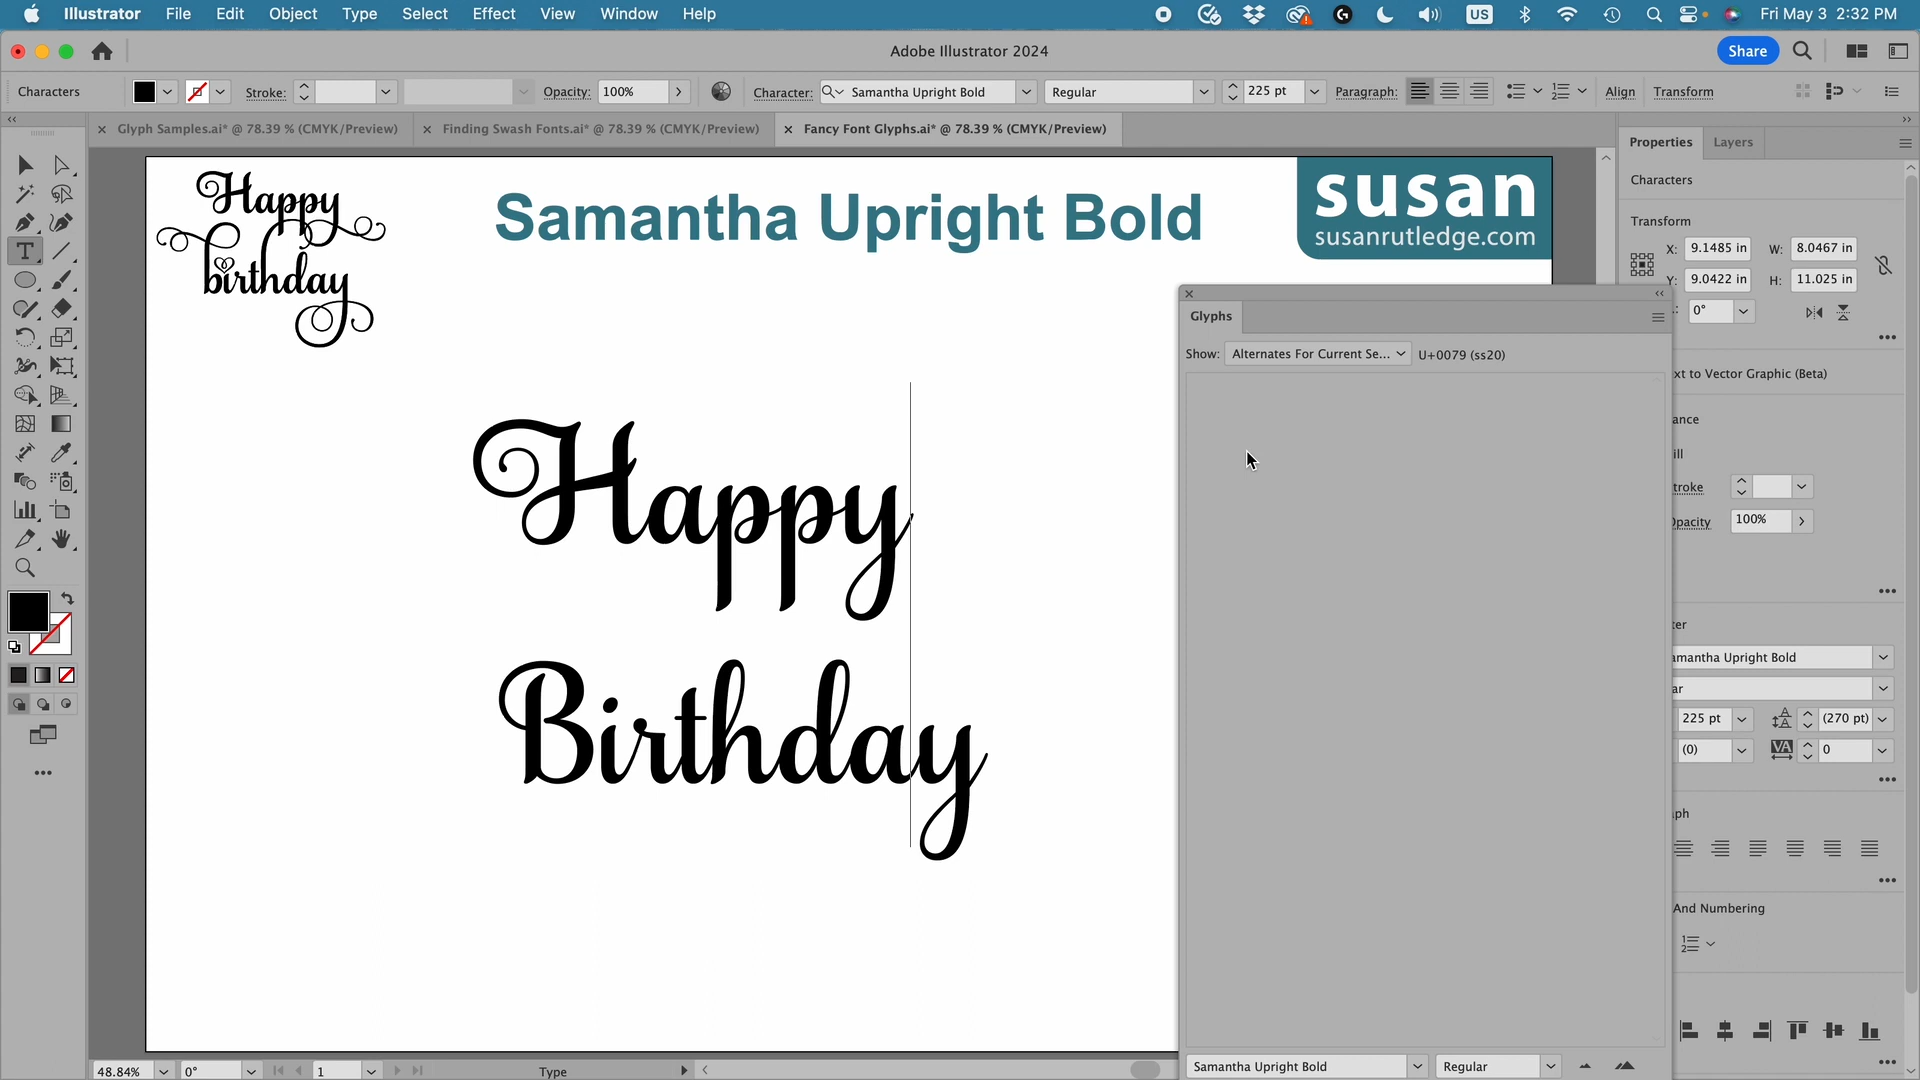 Illustrator File Edit Object Type Select Effect View Window Help US Fri May 3 2:32 PM
Adobe Illustrator 2024 Share
Characters Stroke: Opacity: 100% Character: Samantha Upright Bold Regular 225 pt Paragraph: Align Transform
Glyph Samples.ai* @ 78.39 % (CMYK/Preview) Finding Swash Fonts.ai* @ 78.39 % (CMYK/Preview) Fancy Font Glyphs.ai* @ 78.39 % (CMYK/Preview)
Properties Layers
Characters
Transform
X: 9.1485 in W: 8.0467 in
Y: 9.0422 in H: 11.025 in
0°
xt to Vector Graphic (Beta)
ance
ill
troke
Opacity 100%
ter
amantha Upright Bold
ar
225 pt (270 pt)
(0) VA 0
ph
And Numbering
Happy
birthday
Samantha Upright Bold
susan
susanrutledge.com
Glyphs
Show: Alternates For Current Se... U+0079 (ss20)
Happy
Birthday
Samantha Upright Bold Regular
48.84% 0° 1 Type